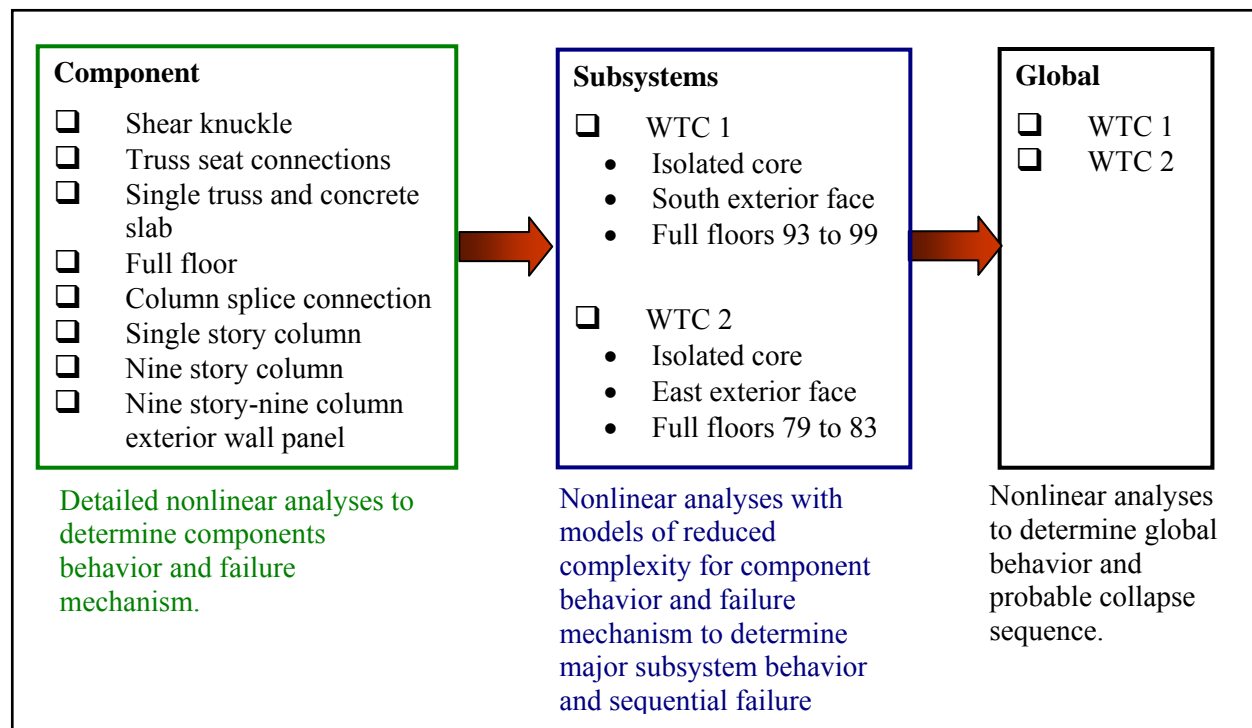 Component
❑ Shear knuckle
❑ Truss seat connections
❑ Single truss and concrete
slab
❑ Full floor
❑ Column splice connection
❑ Single story column
❑ Nine story column
❑ Nine story-nine column
exterior wall panel
Detailed nonlinear analyses to
determine components
behavior and failure
mechanism.
Subsystems
❑ WTC 1
• Isolated core
• South exterior face
• Full floors 93 to 99
❑ WTC 2
• Isolated core
• East exterior face
• Full floors 79 to 83
Nonlinear analyses with
models of reduced
complexity for component
behavior and failure
mechanism to determine
major subsystem behavior
and sequential failure
Global
❑ WTC 1
❑ WTC 2
Nonlinear analyses
to determine global
behavior and
probable collapse
sequence.